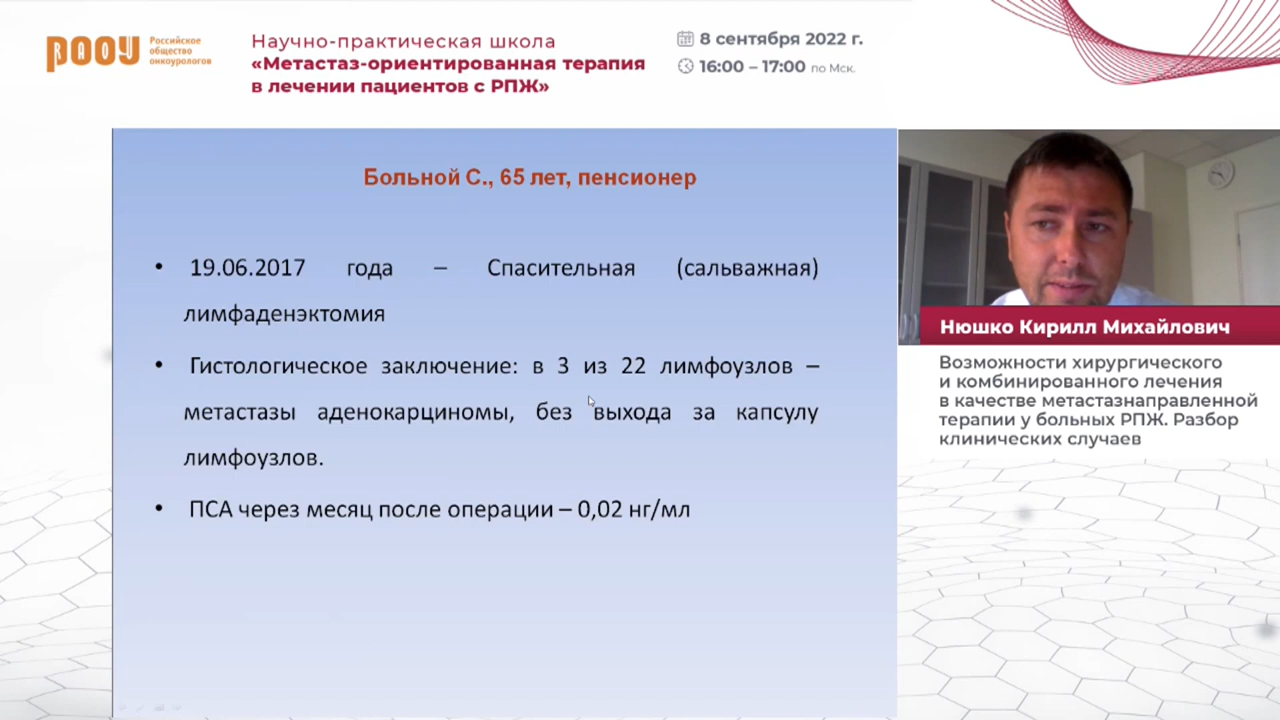 РАОУ
Российское
общество
онкоурологов
Научно-практическая школа
«Метастаз-ориентированная терапия
в лечении пациентов с РПЖ»
8 сентября 2022 г.
16:00 – 17:00 по Мск.
Больной С., 65 лет, пенсионер
• 19.06.2017 года – Спасительная (сальважная)
лимфаденэктомия
• Гистологическое заключение: в 3 из 22 лимфоузлов –
метастазы аденокарциномы, без выхода за капсулу
лимфоузлов.
• ПСА через месяц после операции – 0,02 нг/мл
Нюшко Кирилл Михайлович
Возможности хирургического
и комбинированного лечения
в качестве метастазнаправленной
терапии у больных РПЖ. Разбор
клинических случаев